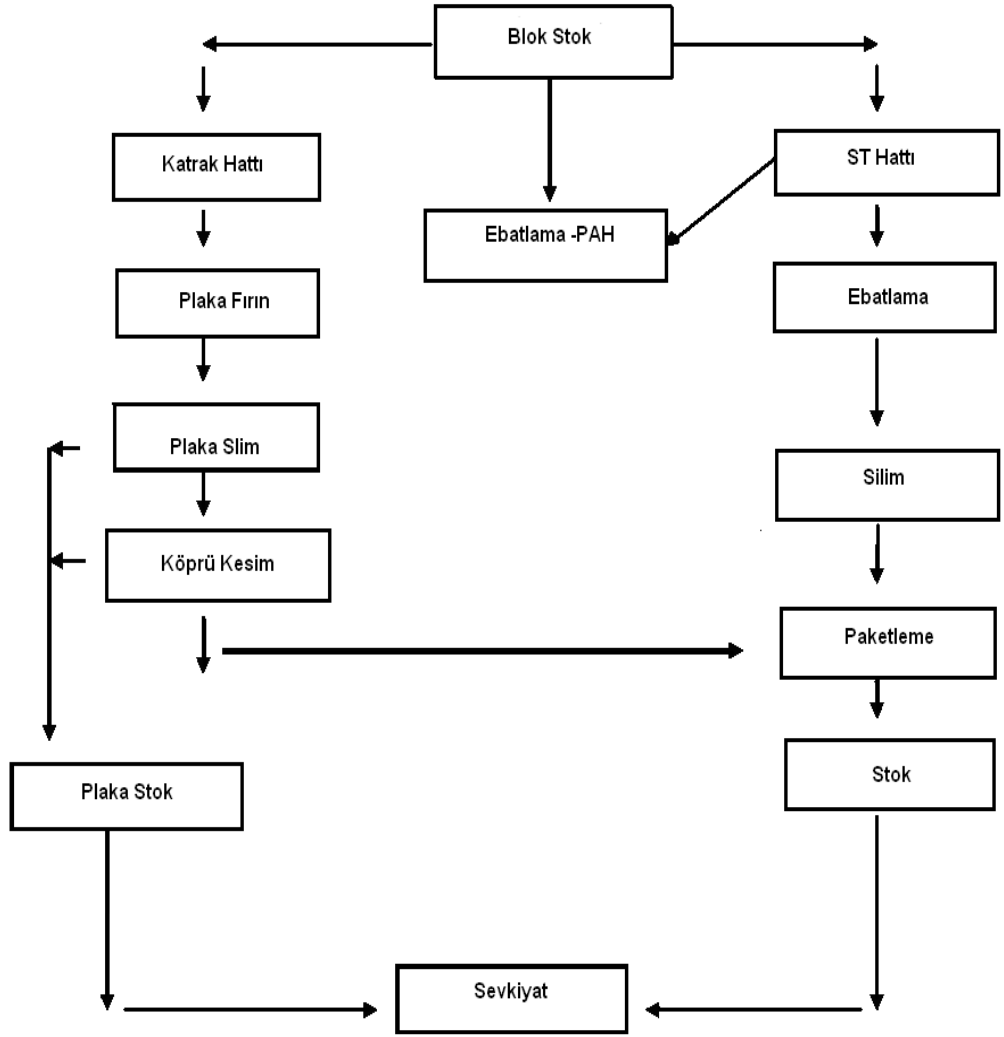 Blok Stok
Katrak Hattı
ST Hattı
Ebatlama -PAH
Plaka Fırın
Ebatlama
Plaka Slim
Silim
Köprü Kesim
Paketleme
Plaka Stok
Stok
Sevkiyat